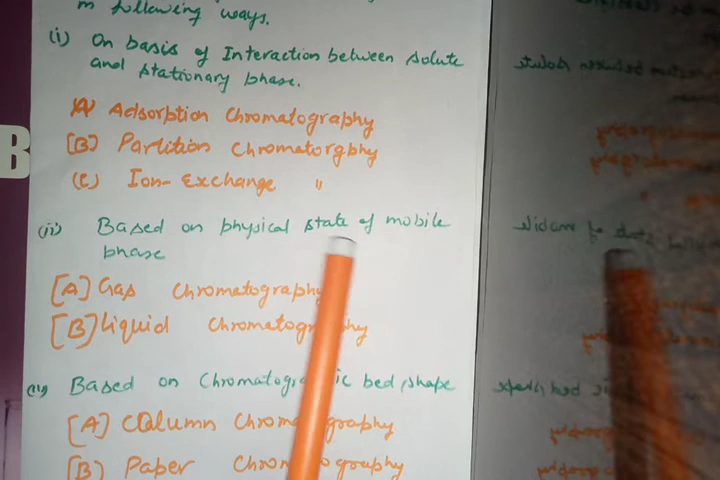 in following ways.
(i) On basis of Interaction between solute
and stationary phase.
(A) Adsorption Chromatography
[B] Partition Chromatorgphy
(C) Ion-Exchange "
(ii) Based on physical state of mobile
phase
[A] Gas Chromatography
[B] liquid Chromatography
Based on Chromatographic bed shape
[A] Column Chromatography
[B] Paper Chromatography
B